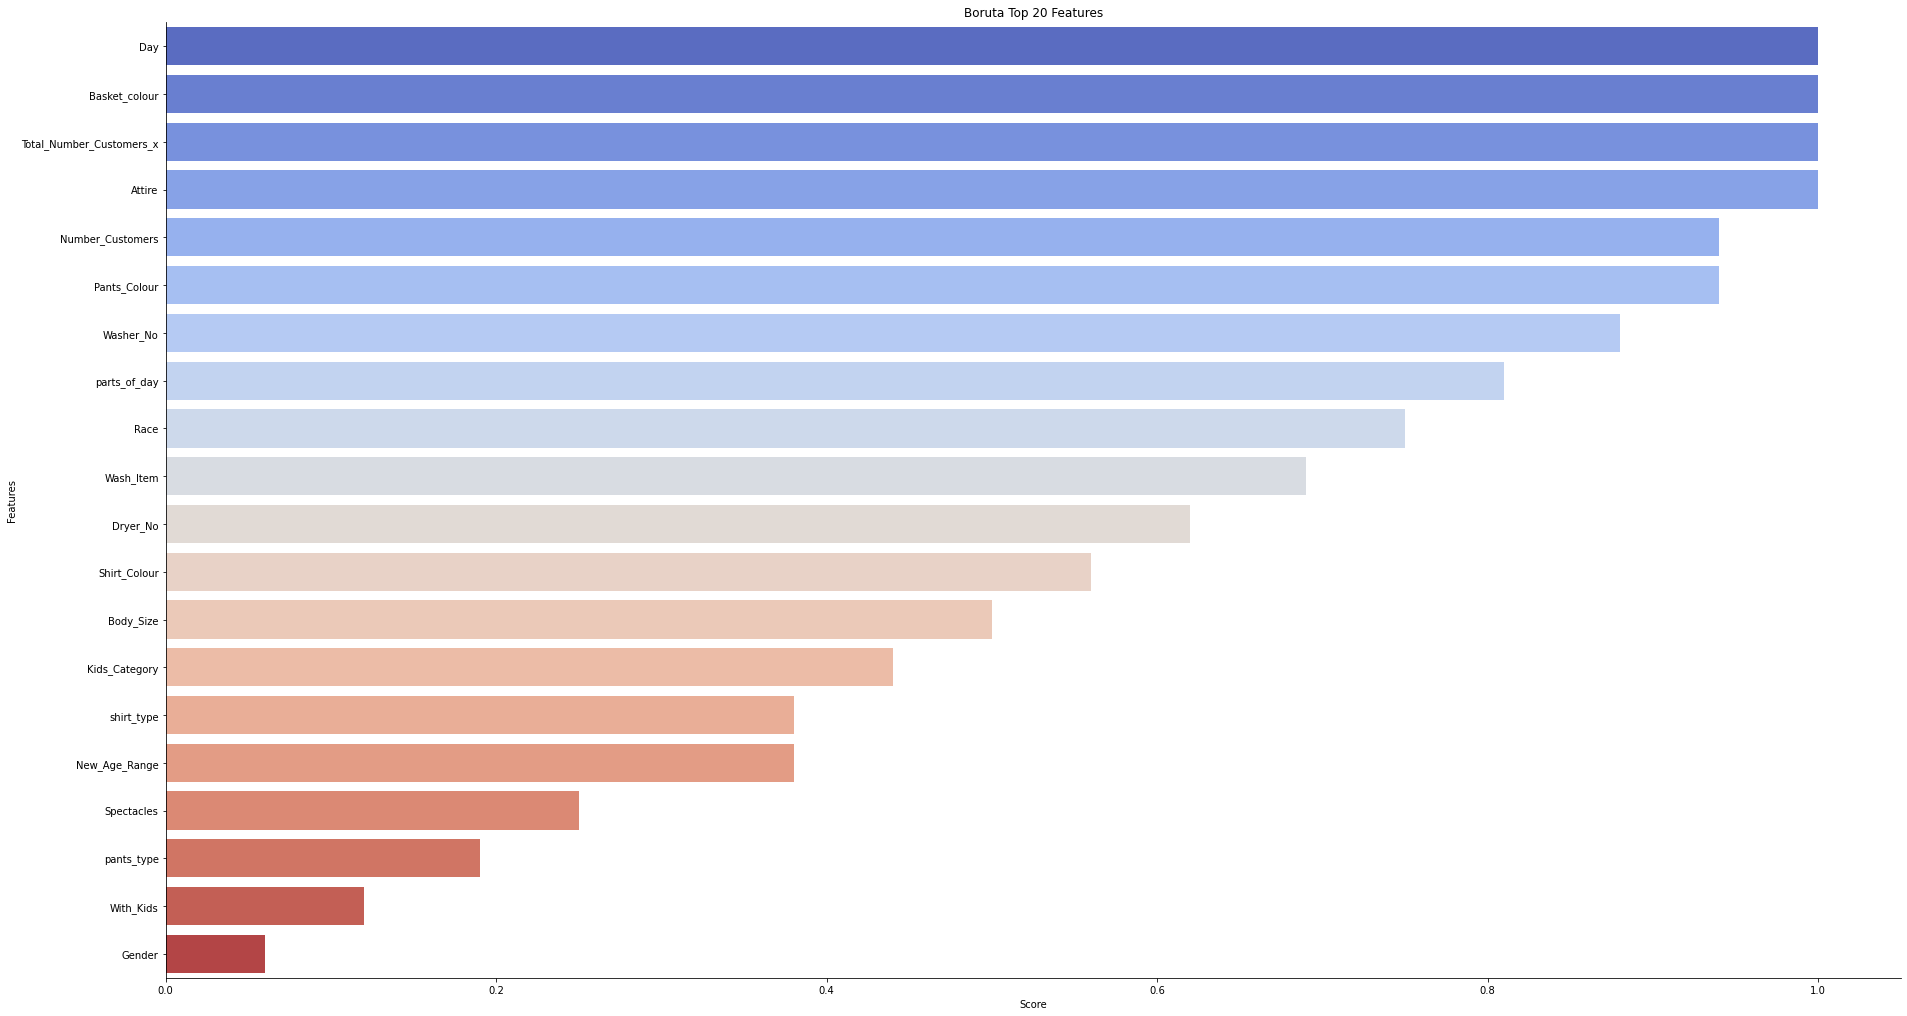 Boruta Top 20 Features
Day
Basket_colour
Total_Number_Customers_x
Attire
Number_Customers
Pants_Colour
Washer_No
parts_of_day
Race
Wash_Item
Dryer_No
Shirt_Colour
Body_Size
Kids_Category
shirt_type
New_Age_Range
Spectacles
pants_type
With_Kids
Gender
Features
0.0 0.2 0.4 0.6 0.8 1.0
Score